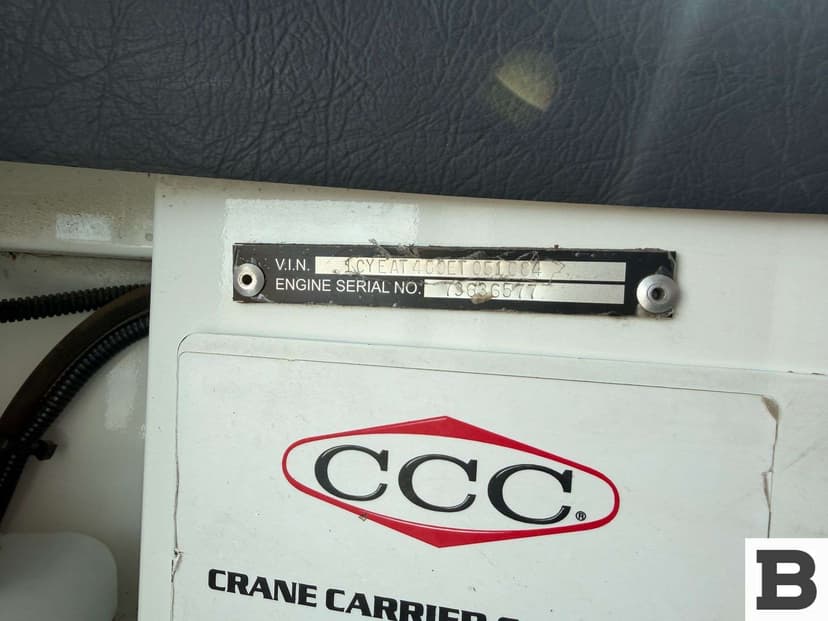 V.I.N.
ENGINE SERIAL NO. 73636577
CCC®
CRANE CARRIER
B